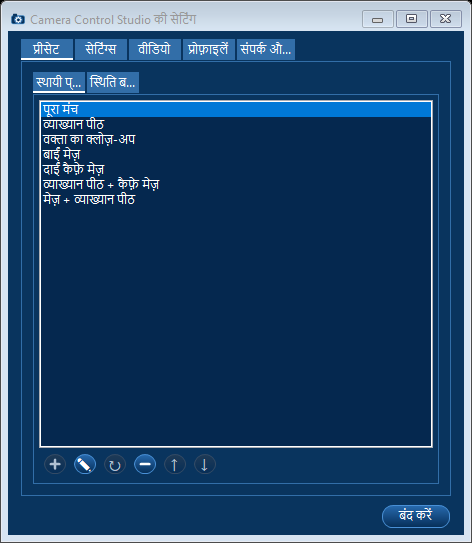 Camera Control Studio की सेटिंग
प्रीसेट सेटिंग्स वीडियो प्रोफ़ाइलें संपर्क औ...
स्थायी प्... स्थिति ब...
पूरा मंच
व्याख्यान पीठ
वक्ता का क्लोज़-अप
बाईं मेज़
दाईं कैफ़े मेज़
व्याख्यान पीठ + कैफ़े मेज़
मेज़ + व्याख्यान पीठ
बंद करें